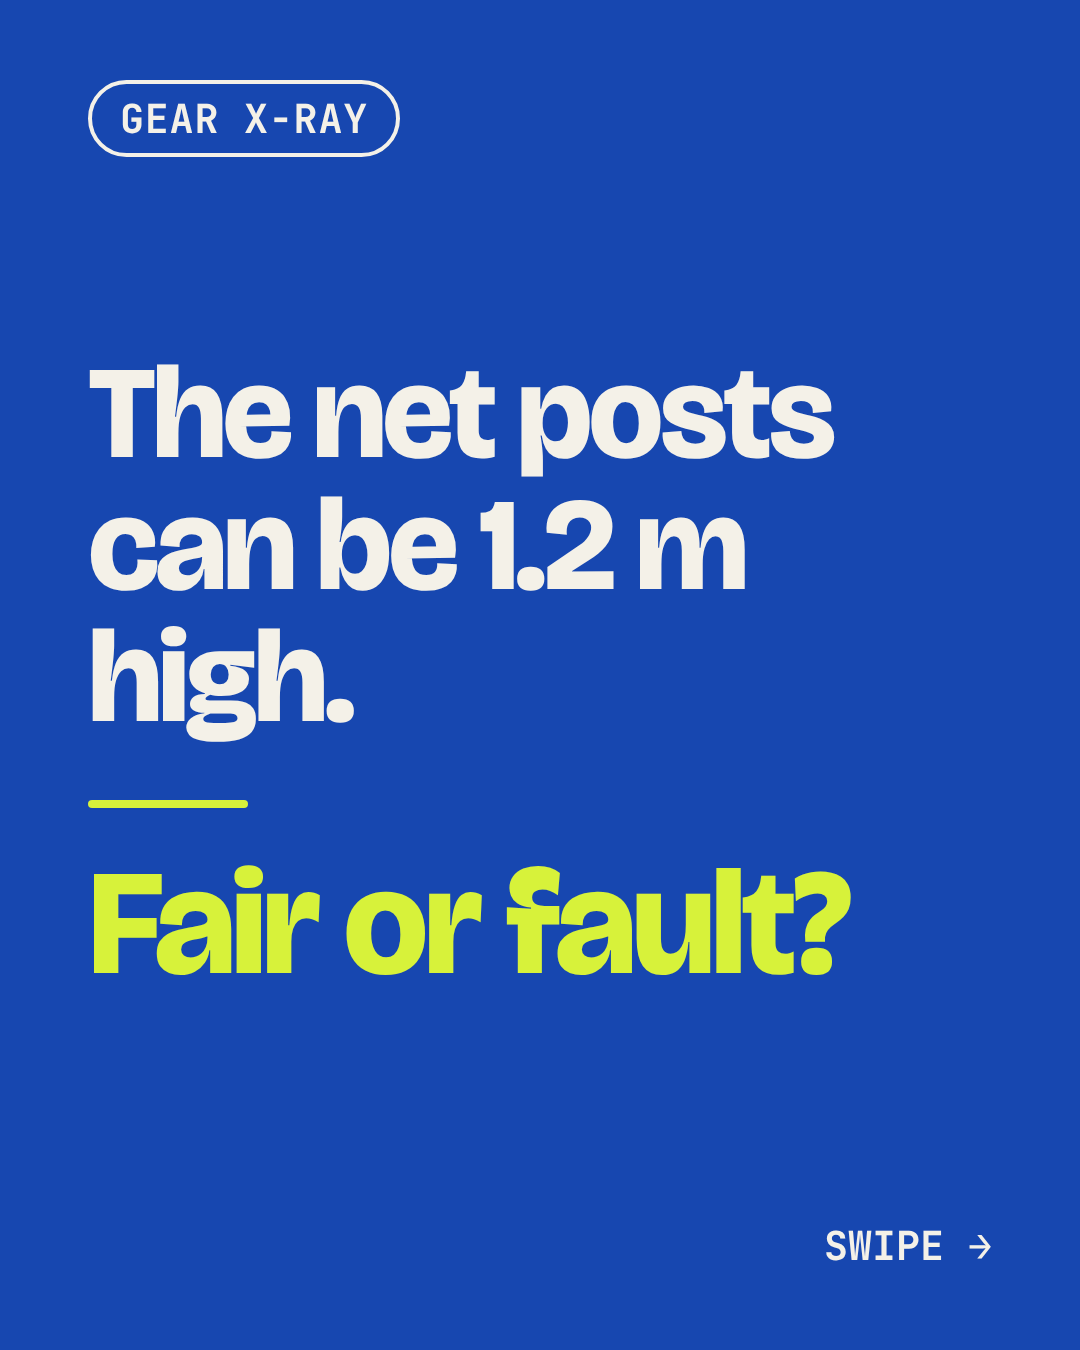 GEAR X-RAY
The net posts
can be 1.2 m
high.
Fair or fault?
SWIPE →